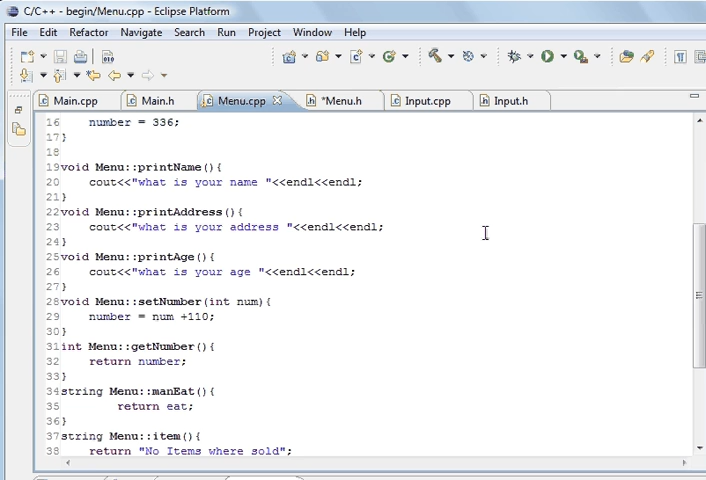 C/C++ - begin/Menu.cpp - Eclipse Platform
File Edit Refactor Navigate Search Run Project Window Help
Main.cpp Main.h Menu.cpp *Menu.h Input.cpp Input.h
16 number = 336;
17 }
18
19 void Menu::printName(){
20 cout<<"what is your name "<<endl<<endl;
21 }
22 void Menu::printAddress(){
23 cout<<"what is your address "<<endl<<endl;
24 }
25 void Menu::printAge(){
26 cout<<"what is your age "<<endl<<endl;
27 }
28 void Menu::setNumber(int num){
29 number = num +110;
30 }
31 int Menu::getNumber(){
32 return number;
33 }
34 string Menu::manEat(){
35 return eat;
36 }
37 string Menu::item(){
38 return "No Items where sold";